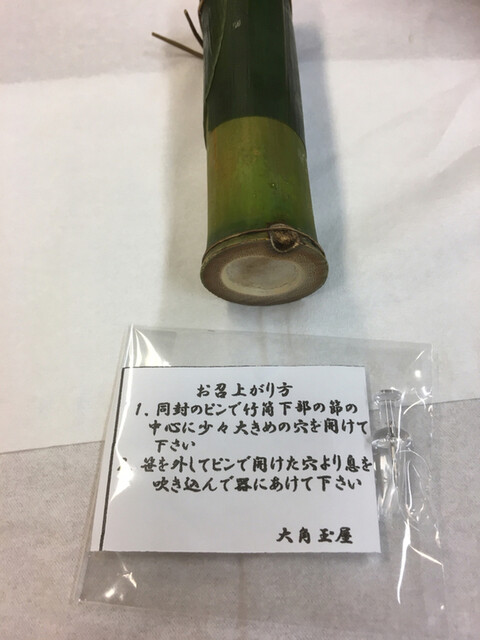 お召上がり方
1. 同封のピンで竹筒下部の節の
中心に少々大きめの穴を開けて
下さい
2. 笹を外してピンで開けた穴より息を
吹き込んで器にあけて下さい
大角玉屋